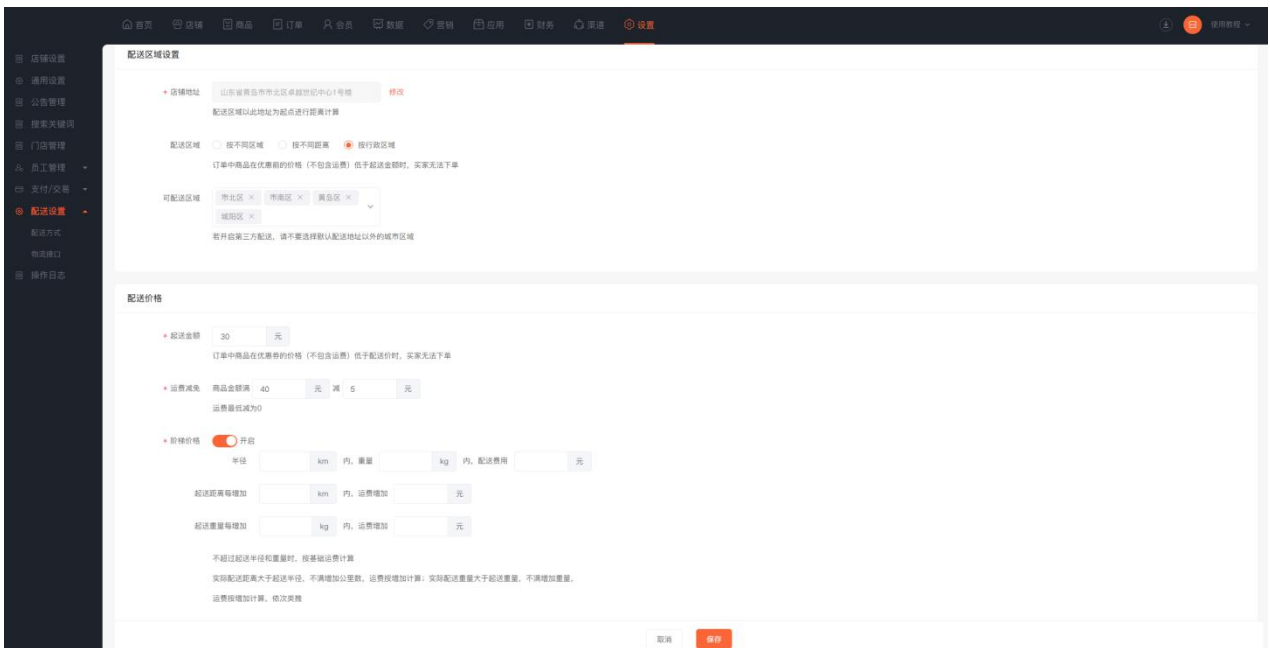 首页 店铺 商品 订单 会员 数据 营销 应用 财务 渠道 设置 使用教程
店铺设置
通用设置
公告管理
搜索关键词
门店管理
员工管理
支付/交易
配送设置
配送方式
物流接口
操作日志
配送区域设置
* 店铺地址 山东省青岛市市北区卓越世纪中心1号楼 修改
配送区域以此地址为起点进行距离计算
配送区域 按不同区域 按不同距离 按行政区域
订单中商品在优惠前的价格（不包含运费）低于起送金额时，买家无法下单
可配送区域 市北区 × 市南区 × 黄岛区 ×
城阳区 ×
若开启第三方配送，请不要选择默认配送地址以外的城市区域
配送价格
* 起送金额 30 元
订单中商品在优惠券的价格（不包含运费）低于配送价时，买家无法下单
* 运费减免 商品金额满 40 元 减 5 元
运费最低减为0
* 阶梯价格 开启
半径 km 内，重量 kg 内，配送费用 元
起送距离每增加 km 内，运费增加 元
起送重量每增加 kg 内，运费增加 元
不超过起送半径和重量时，按基础运费计算
实际配送距离大于起送半径，不满增加公里数，运费按增加计算；实际配送重量大于起送重量，不满增加重量，
运费按增加计算，依次类推
取消 保存